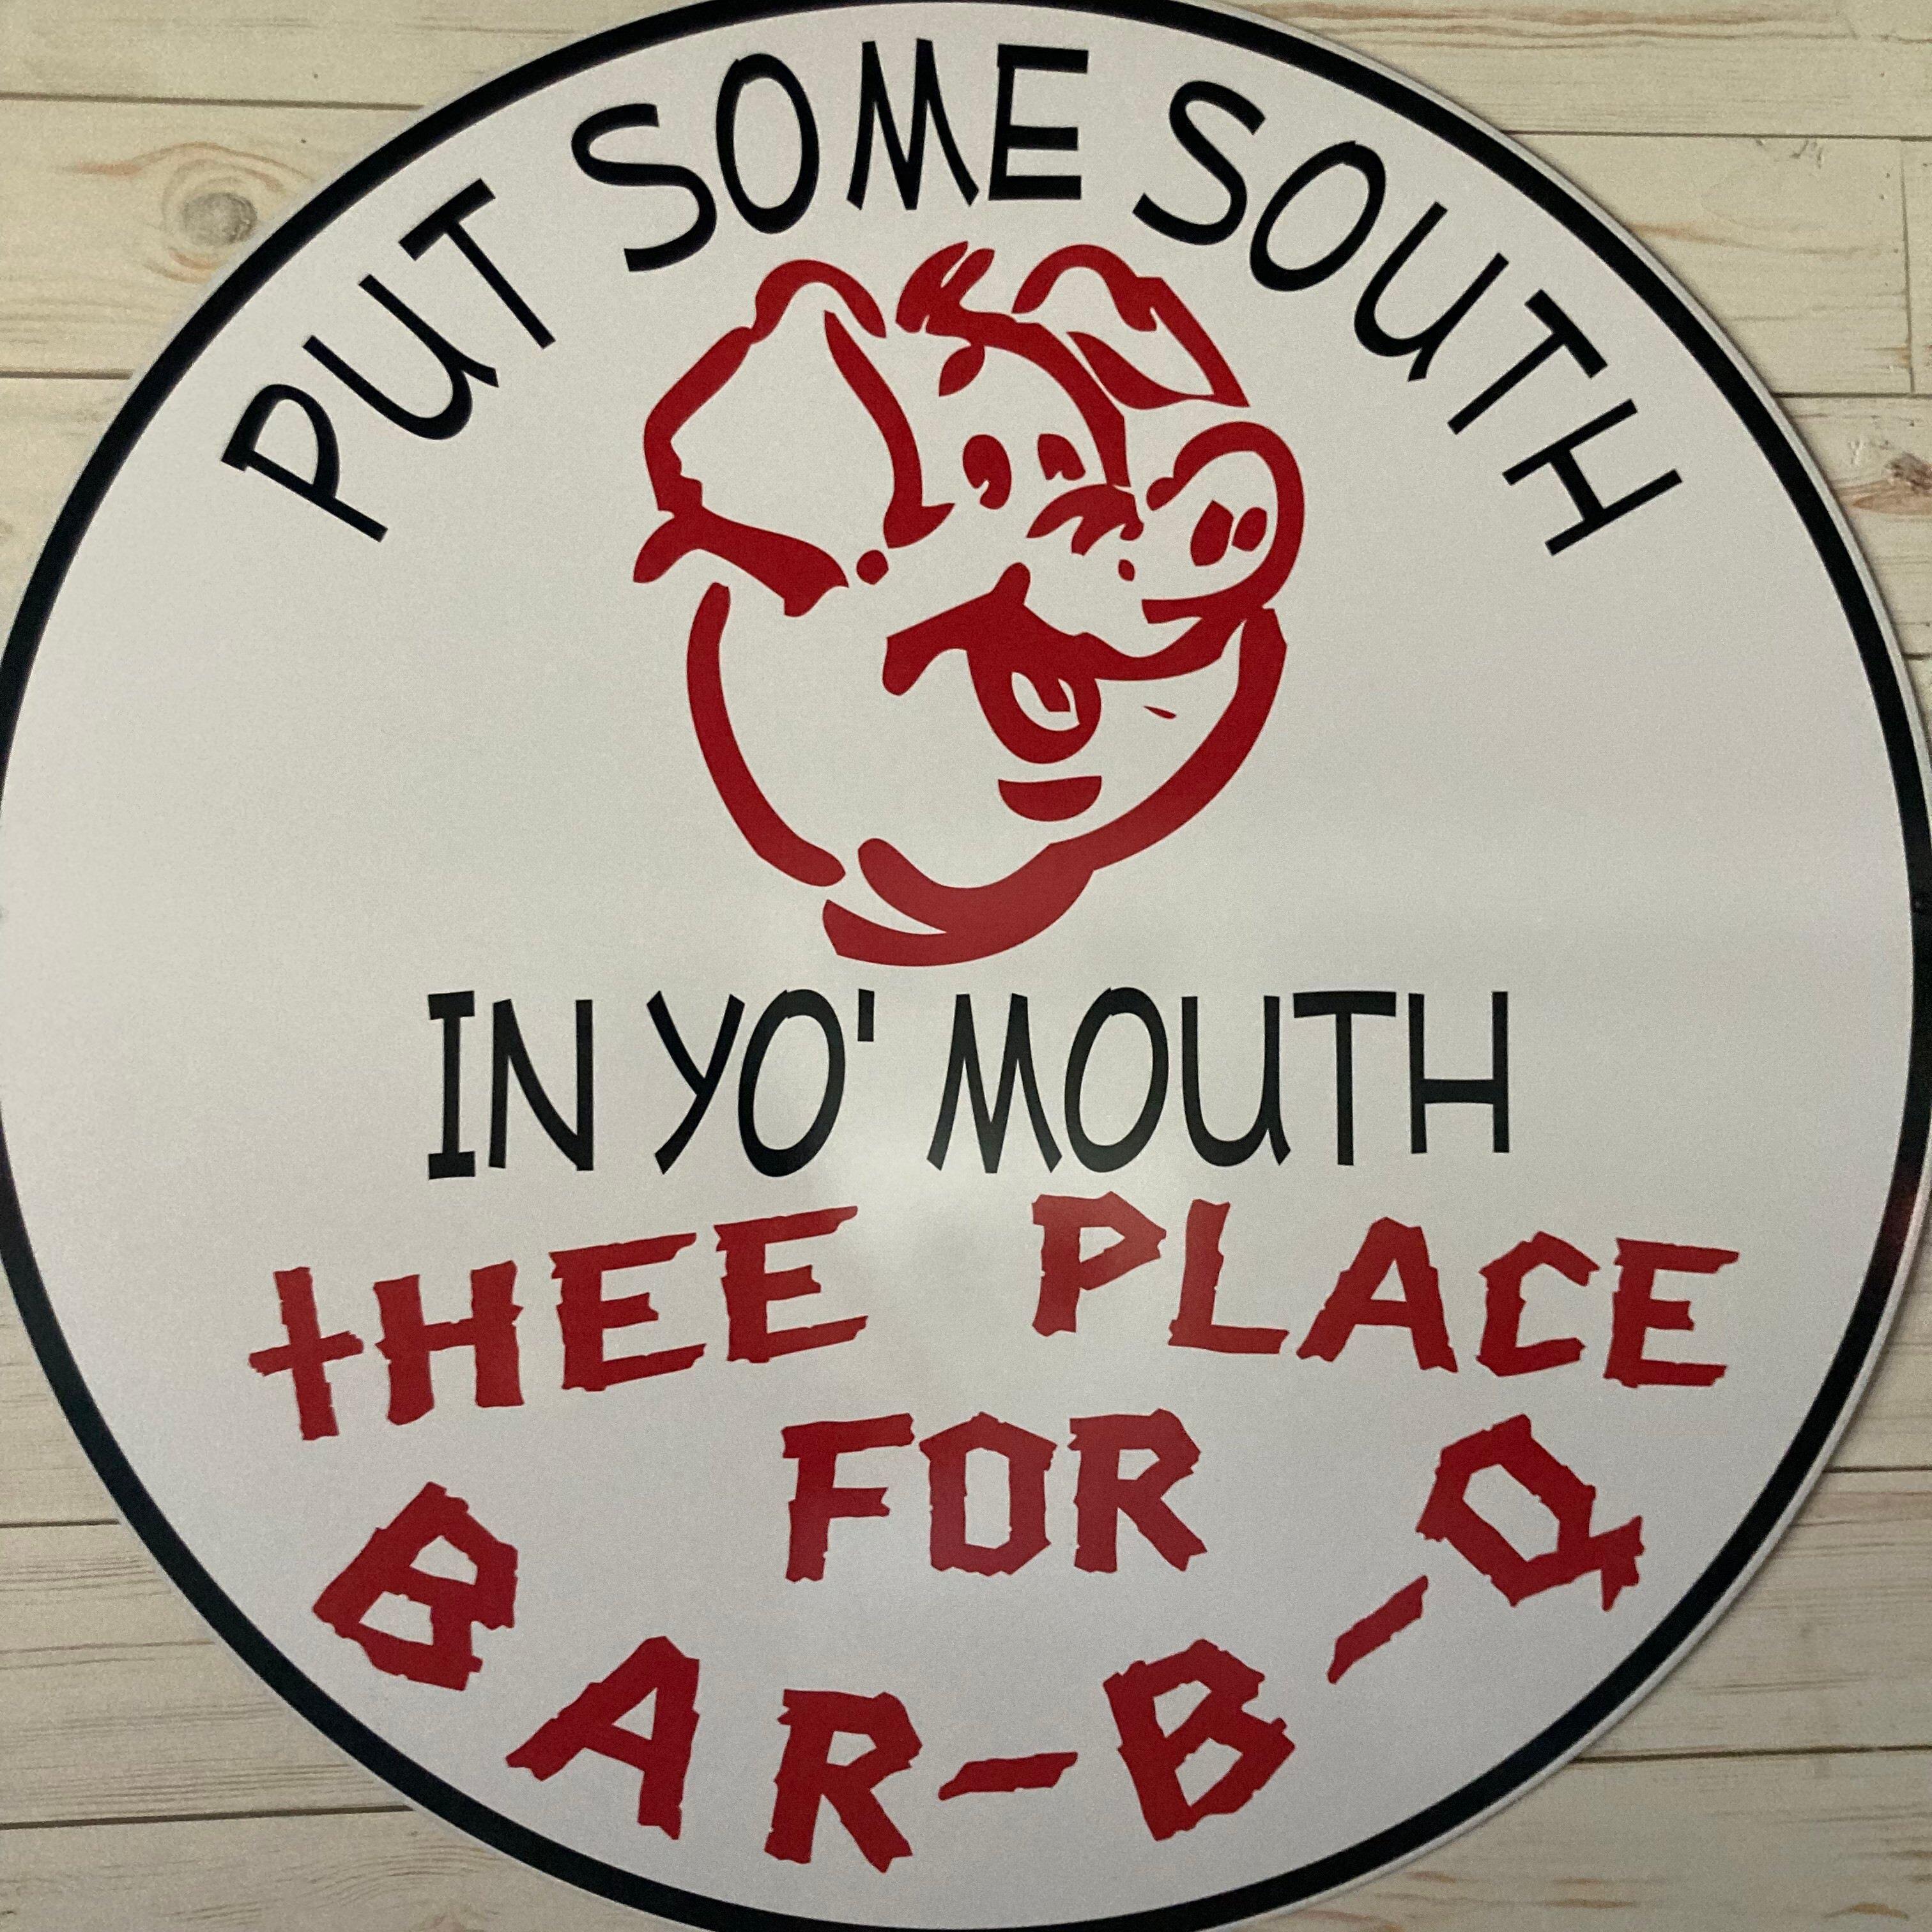 PUT SOME SOUTH
IN YO' MOUTH
tHEE PLACE
FOR
BAR-B-Q